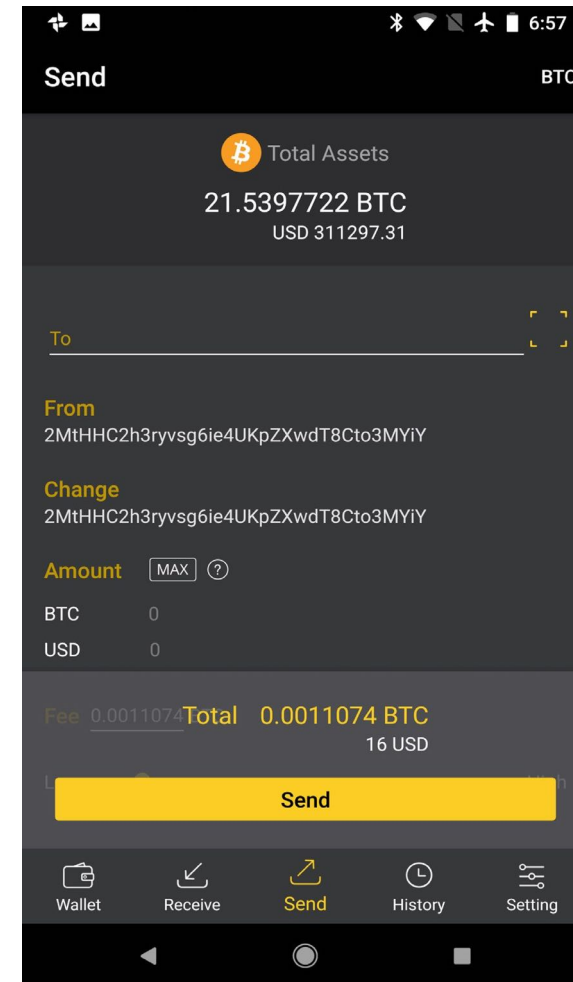 6:57
Send
BTC
Total Assets
21.5397722 BTC
USD 311297.31
To
From
2MtHHC2h3ryvsg6ie4UKpZXwdT8Cto3MYiY
Change
2MtHHC2h3ryvsg6ie4UKpZXwdT8Cto3MYiY
Amount MAX ?
BTC 0
USD 0
Fee 0.0011074
Total 0.0011074 BTC
16 USD
Send
Wallet Receive Send History Setting